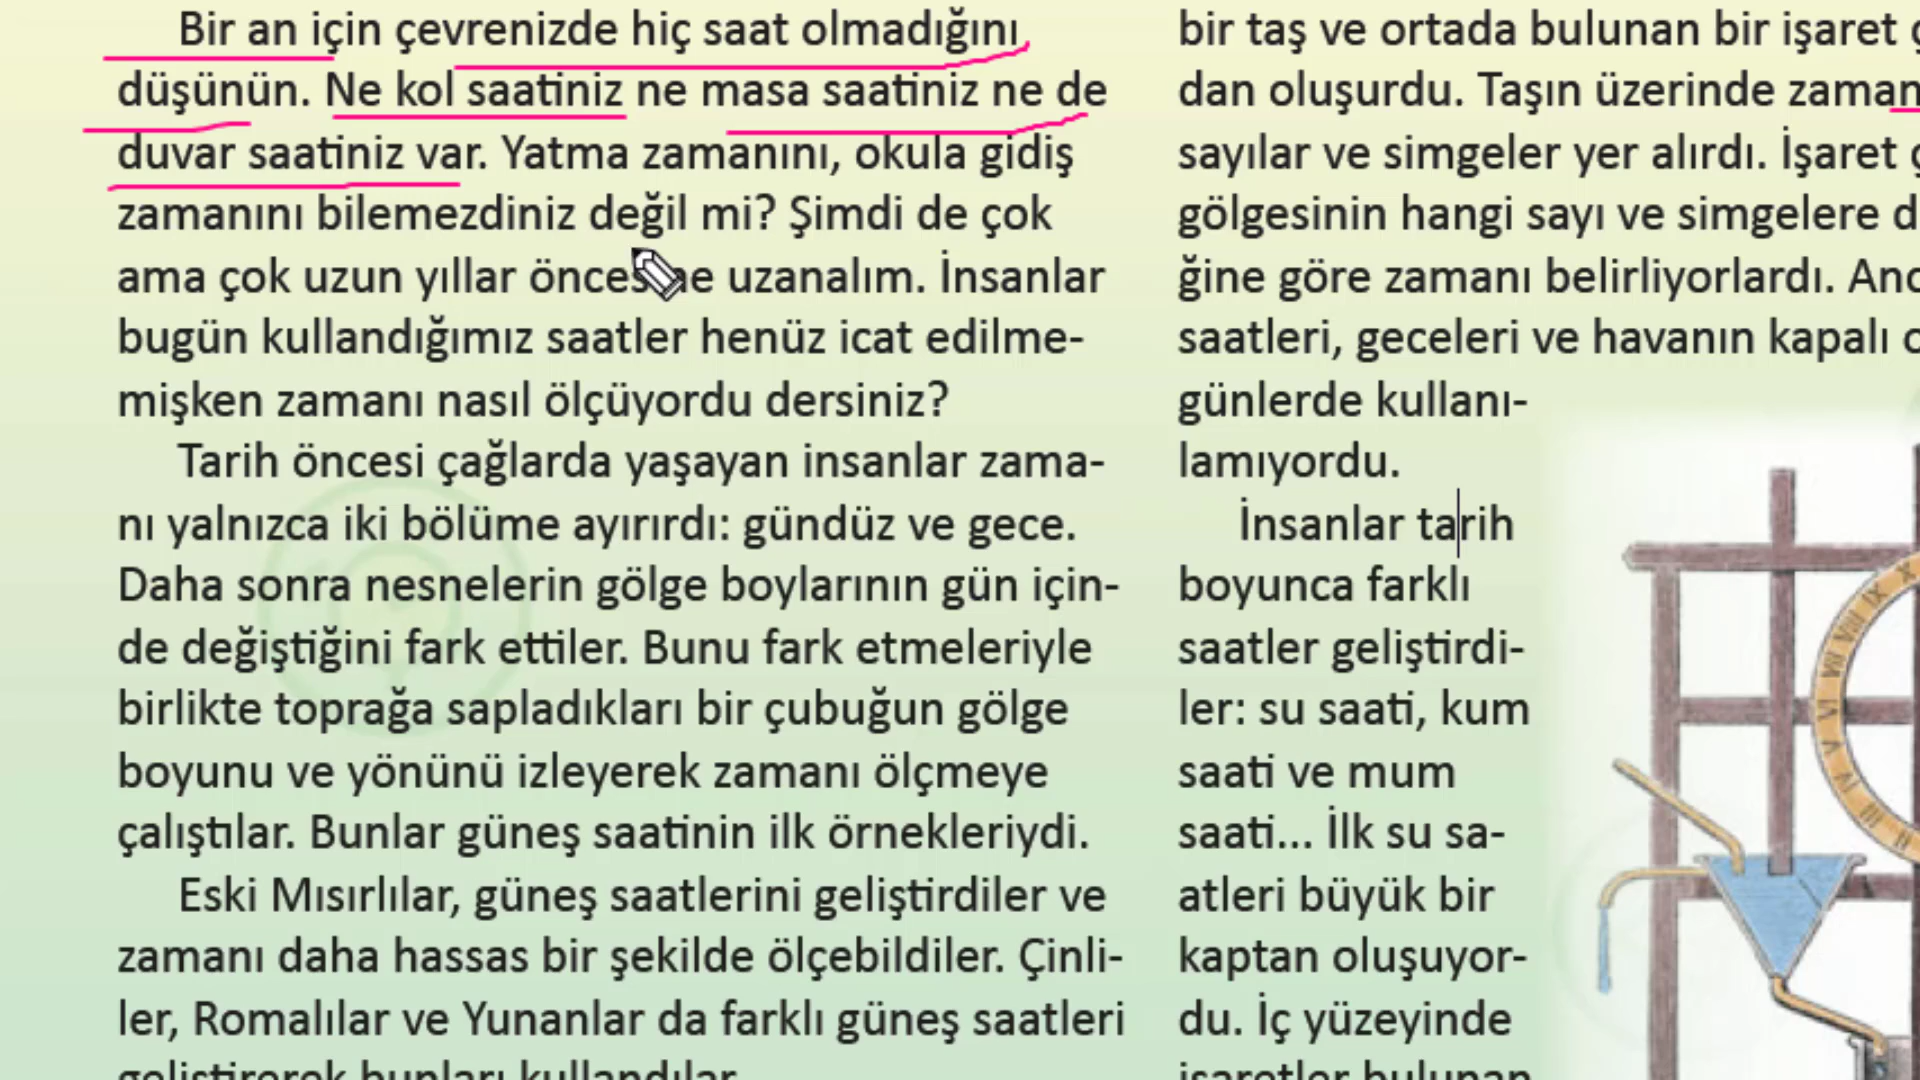 Bir an için çevrenizde hiç saat olmadığını
düşünün. Ne kol saatiniz ne masa saatiniz ne de
duvar saatiniz var. Yatma zamanını, okula gidiş
zamanını bilemezdiniz değil mi? Şimdi de çok
ama çok uzun yıllar öncesine uzanalım. İnsanlar
bugün kullandığımız saatler henüz icat edilme-
mişken zamanı nasıl ölçüyordu dersiniz?
Tarih öncesi çağlarda yaşayan insanlar zama-
nı yalnızca iki bölüme ayırırdı: gündüz ve gece.
Daha sonra nesnelerin gölge boylarının gün için-
de değiştiğini fark ettiler. Bunu fark etmeleriyle
birlikte toprağa sapladıkları bir çubuğun gölge
boyunu ve yönünü izleyerek zamanı ölçmeye
çalıştılar. Bunlar güneş saatinin ilk örnekleriydi.
Eski Mısırlılar, güneş saatlerini geliştirdiler ve
zamanı daha hassas bir şekilde ölçebildiler. Çinli-
ler, Romalılar ve Yunanlar da farklı güneş saatleri
geliştirerek bunları kullandılar.
bir taş ve ortada bulunan bir işaret
dan oluşurdu. Taşın üzerinde zaman
sayılar ve simgeler yer alırdı. İşaret
gölgesinin hangi sayı ve simgelere
ğine göre zamanı belirliyorlardı.
saatleri, geceleri ve havanın kapalı
günlerde kullanı-
lamıyordu.
İnsanlar tarih
boyunca farklı
saatler geliştirdi-
ler: su saati, kum
saati ve mum
saati... İlk su sa-
atleri büyük bir
kaptan oluşuyor-
du. İç yüzeyinde
işaretler bulunan